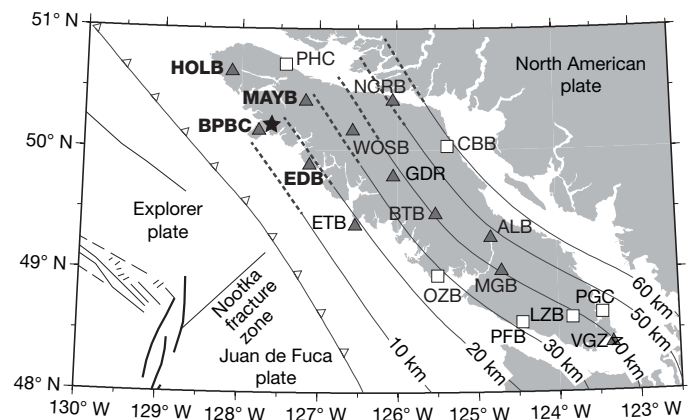 51° N
50° N
49° N
48° N
HOLB
PHC
North American
plate
MAYB
NCRB
BPBC
WOSB
CBB
EDB
GDR
Explorer
plate
ETB
BTB
ALB
OZB
MGB
60 km
Nootka
fracture
zone
PGC
50 km
LZB
PFB
VGZ
40 km
Juan de Fuca
plate
10 km
20 km
30 km
130° W
129° W
128° W
127° W
126° W
125° W
124° W
123° W